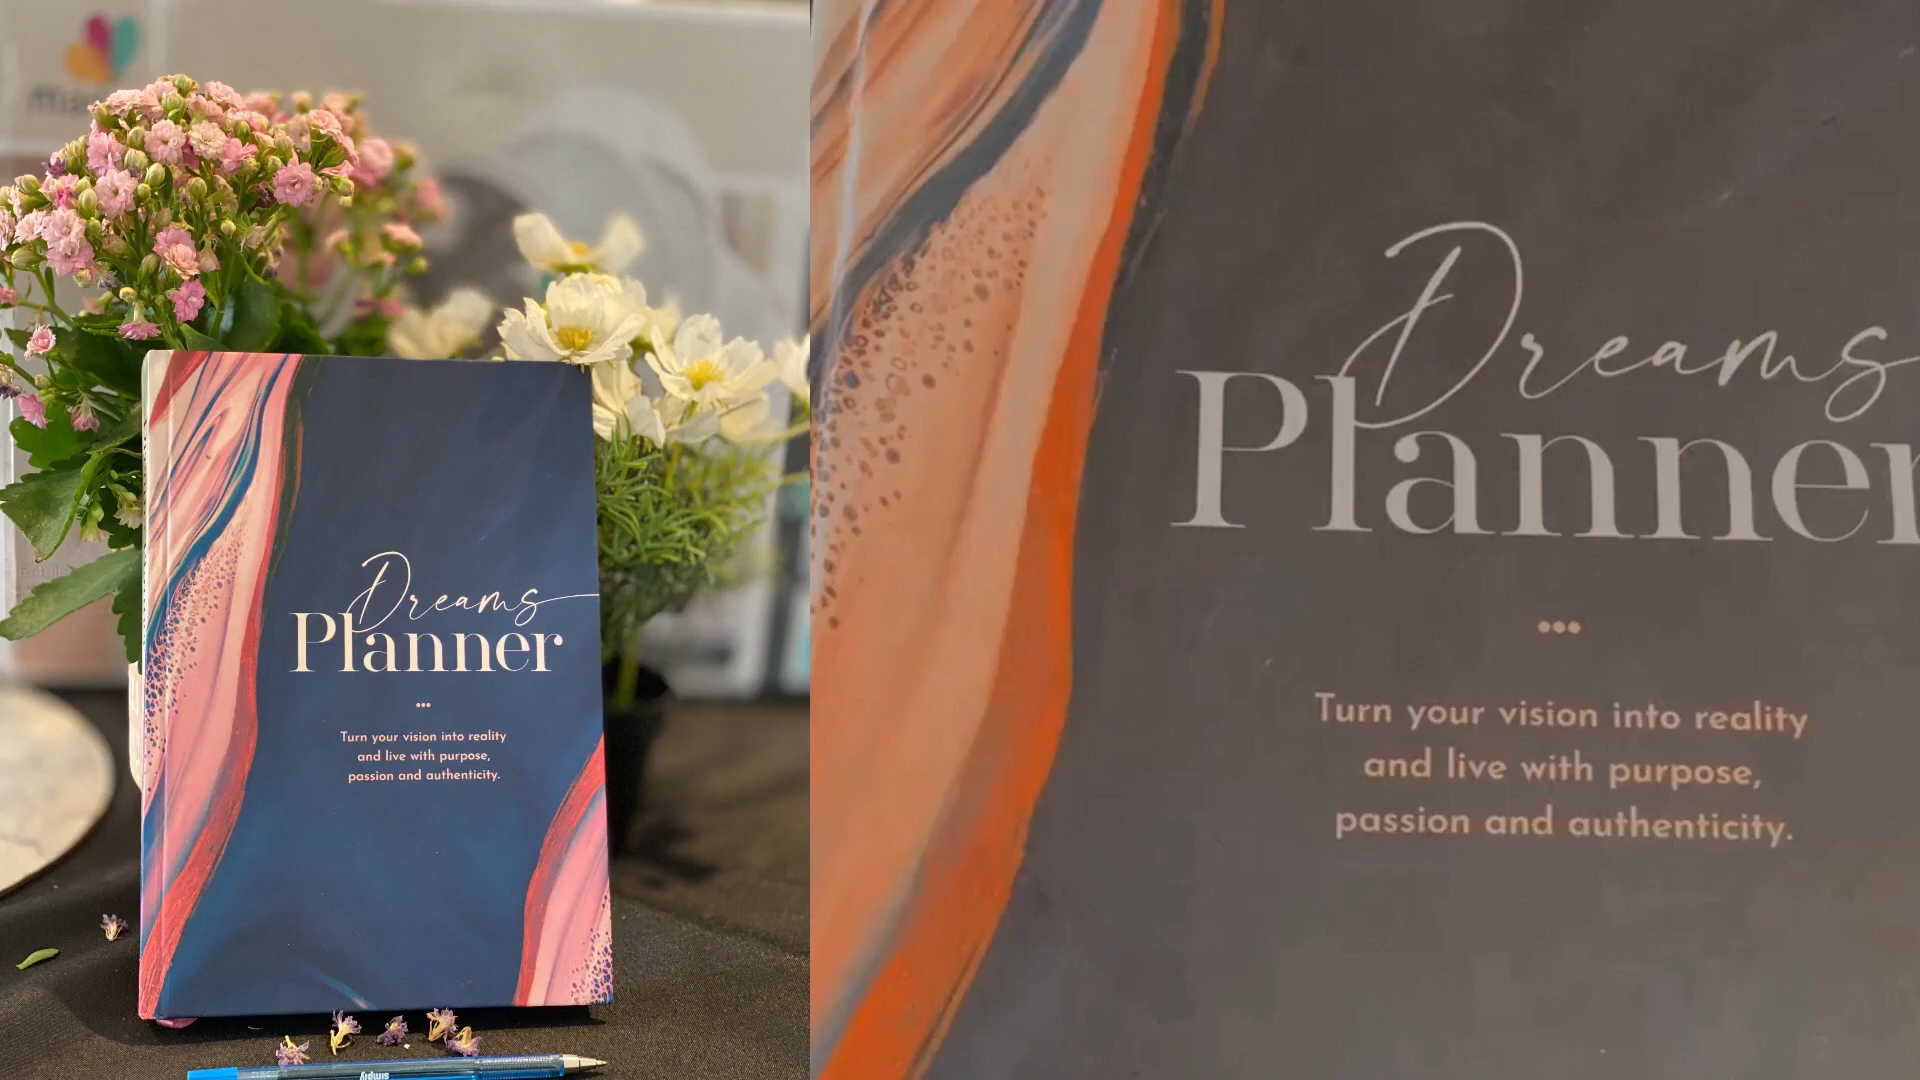 Dreams
Planner
Turn your vision into reality
and live with purpose,
passion and authenticity.
simply
Dreams
Planner
Turn your vision into reality
and live with purpose,
passion and authenticity.